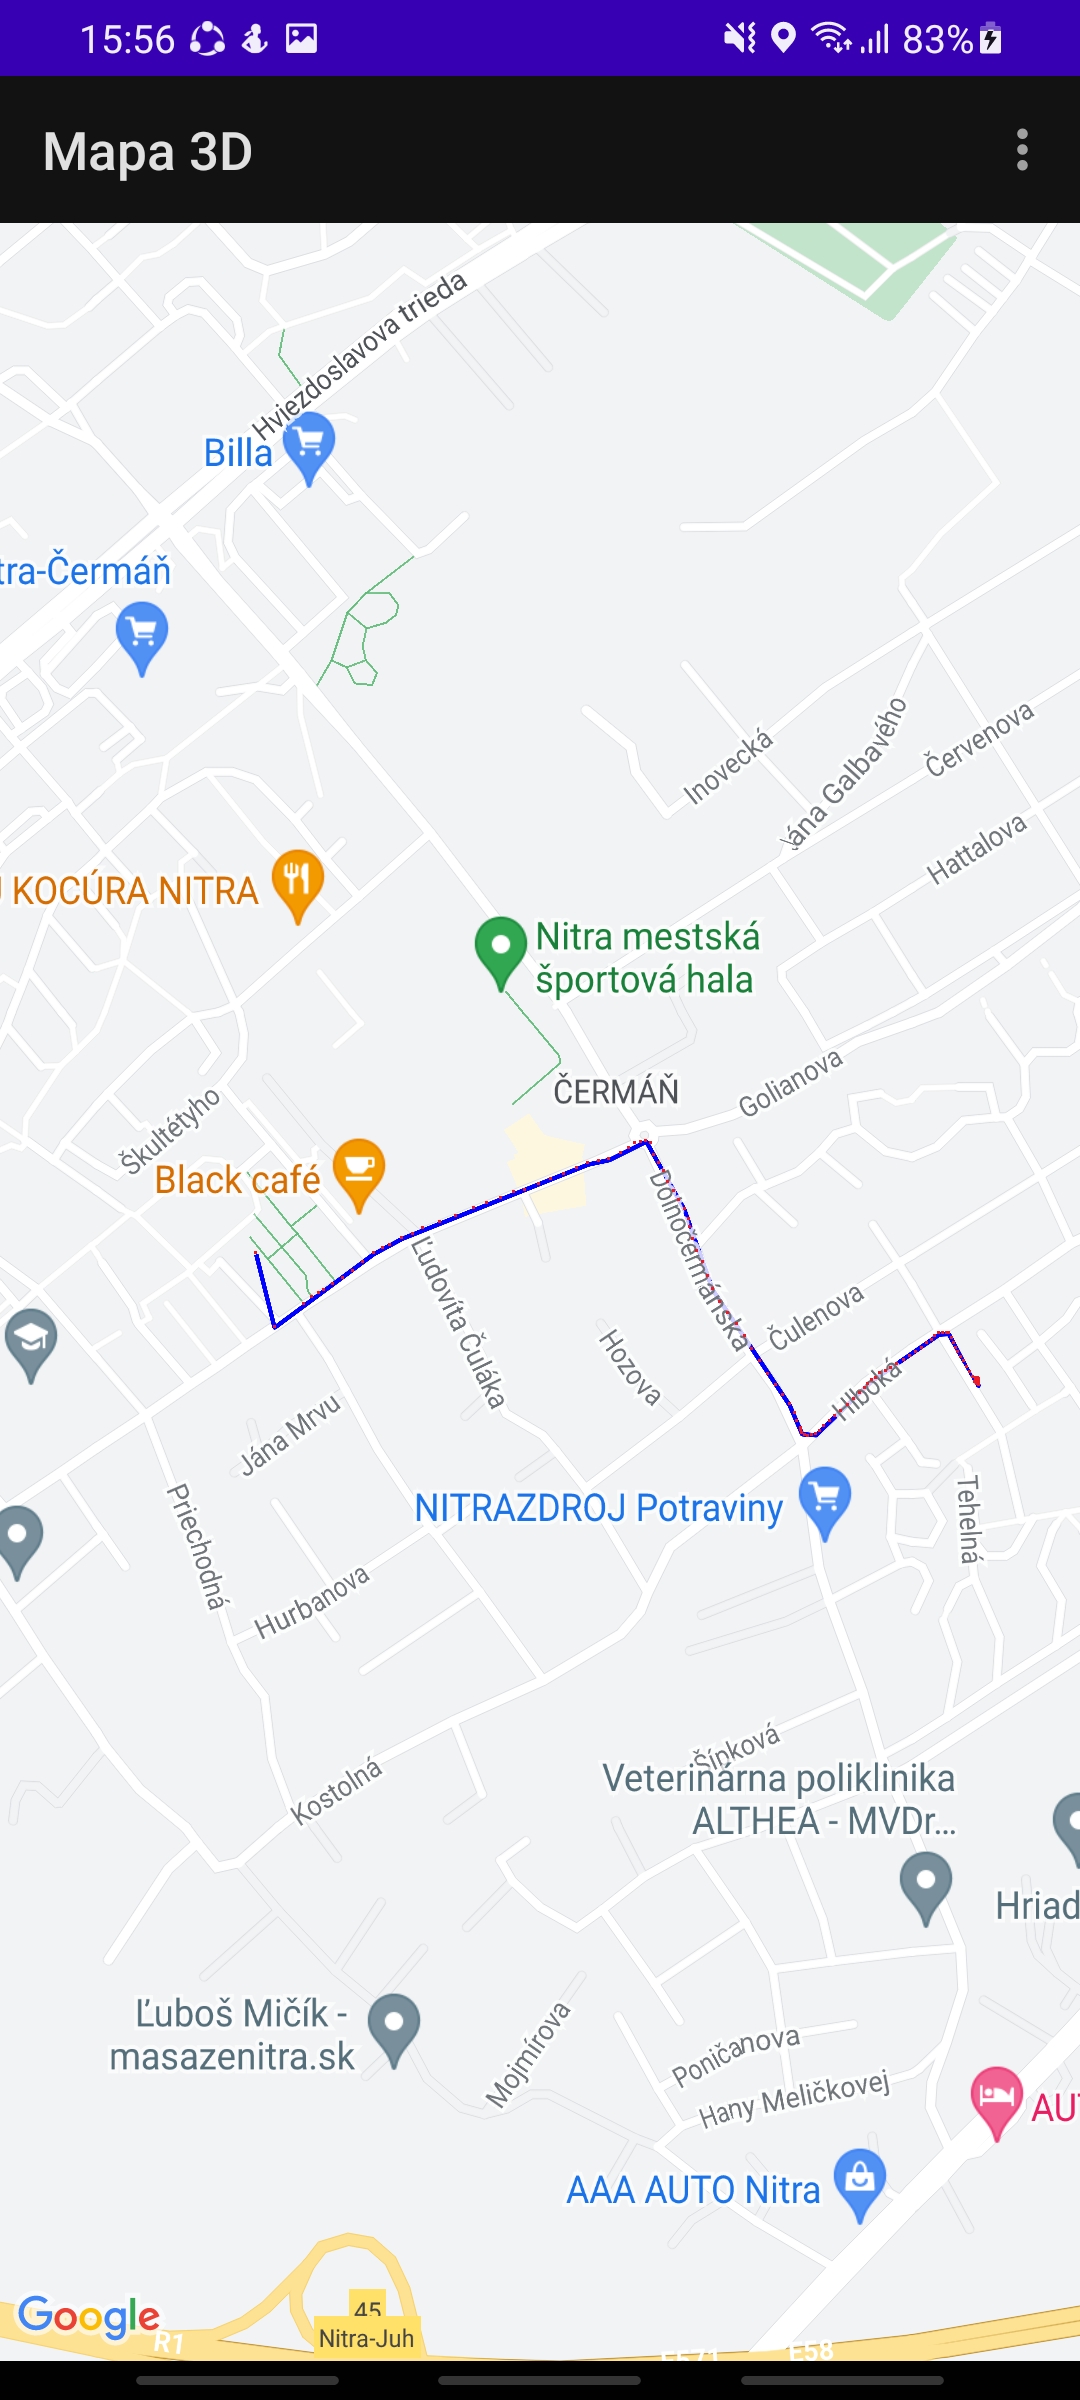 15:56
83%
Mapa 3D
Hviezdoslavova trieda
Billa
tra-Čermáň
Inovecká
Jána Galbavého
Červenova
Hattalova
KOCÚRA NITRA
Nitra mestská
športová hala
ČERMÁŇ
Golianova
Škultétyho
Black café
Dolnočermánska
Ľudovíta Čuláka
Čulenova
Hozova
Hlboká
Jána Mrvu
Priechodná
NITRAZDROJ Potraviny
Tehelná
Hurbanova
Šínková
Kostolná
Veterinárna poliklinika
ALTHEA - MVDr...
Hriad
Ľuboš Mičík -
masazenitra.sk
Mojmírova
Poničanova
Hany Meličkovej
AUT
AAA AUTO Nitra
45
Nitra-Juh
Google
R1
E571
E58